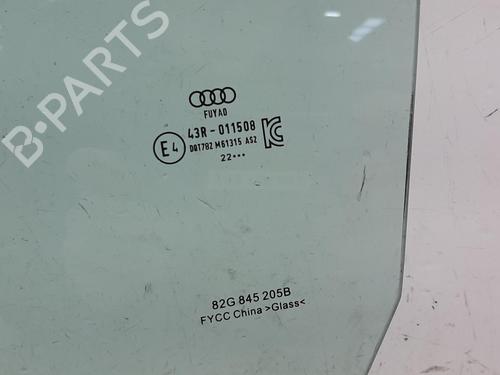 FUYAO
43R - 011508
E4 DOT782 M61315 AS2
22•••
82G 845 205B
FYCC China >Glass<
B-Parts